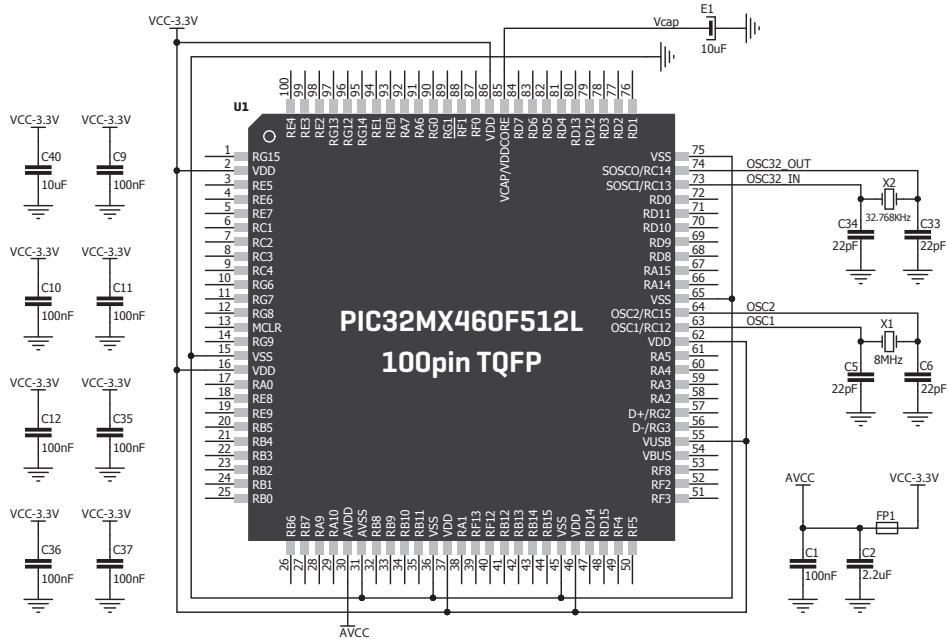 VCC-3.3V
Vcap
E1
10uF
U1
100 99 98 97 96 95 94 93 92 91 90 89 88 87 86 85 84 83 82 81 80 79 78 77 76
RE4 RE3 RE2 RG13 RG12 RG14 RE1 RE0 RA7 RA6 RG0 RG1 RF1 RF0 VDD VCAP/VDDCORE RD7 RD6 RD5 RD4 RD13 RD12 RD3 RD2 RD1
1 RG15
2 VDD
3 RE5
4 RE6
5 RE7
6 RC1
7 RC2
8 RC3
9 RC4
10 RG6
11 RG7
12 RG8
13 MCLR
14 RG9
15 VSS
16 VDD
17 RA0
18 RE8
19 RE9
20 RB5
21 RB4
22 RB3
23 RB2
24 RB1
25 RB0
PIC32MX460F512L
100pin TQFP
VSS 75
SOSCO/RC14 74 OSC32_OUT
SOSCI/RC13 73 OSC32_IN
RD0 72
RD11 71
RD10 70
RD9 69
RD8 68
RA15 67
RA14 66
VSS 65
OSC2/RC15 64 OSC2
OSC1/RC12 63 OSC1
VDD 62
RA5 61
RA4 60
RA3 59
RA2 58
D+/RG2 57
D-/RG3 56
VUSB 55
VBUS 54
RF8 53
RF2 52
RF3 51
RB6 RB7 RA9 RA10 AVDD AVSS RB8 RB9 RB10 RB11 VSS VDD RA1 RF13 RF12 RB12 RB13 RB14 RB15 VSS VDD RD14 RD15 RF4 RF5
26 27 28 29 30 31 32 33 34 35 36 37 38 39 40 41 42 43 44 45 46 47 48 49 50
AVCC
VCC-3.3V VCC-3.3V
C40 C9
10uF 100nF
VCC-3.3V VCC-3.3V
C10 C11
100nF 100nF
VCC-3.3V VCC-3.3V
C12 C35
100nF 100nF
VCC-3.3V VCC-3.3V
C36 C37
100nF 100nF
X2
32.768KHz
C34 C33
22pF 22pF
X1
8MHz
C5 C6
22pF 22pF
AVCC VCC-3.3V
FP1
C1 C2
100nF 2.2uF